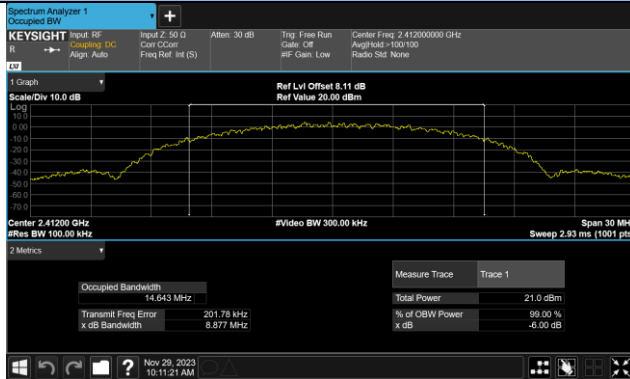 Spectrum Analyzer 1
Occupied BW
KEYSIGHT Input: RF Input Z: 50 Ω Atten: 30 dB Trig: Free Run Center Freq: 2.412000000 GHz
R Coupling: DC Corr CCorr Gate: Off Avg|Hold:>100/100
Align: Auto Freq Ref: Int (S) #IF Gain: Low Radio Std: None
LXI
1 Graph
Ref Lvl Offset 8.11 dB
Scale/Div 10.0 dB Ref Value 20.00 dBm
Log
10.0
0.00
-10.0
-20.0
-30.0
-40.0
-50.0
-60.0
-70.0
Center 2.41200 GHz #Video BW 300.00 kHz Span 30 MH
#Res BW 100.00 kHz Sweep 2.93 ms (1001 pts
2 Metrics
Measure Trace Trace 1
Occupied Bandwidth
14.643 MHz Total Power 21.0 dBm
Transmit Freq Error 201.78 kHz % of OBW Power 99.00 %
x dB Bandwidth 8.877 MHz x dB -6.00 dB
? Nov 29, 2023
10:11:21 AM